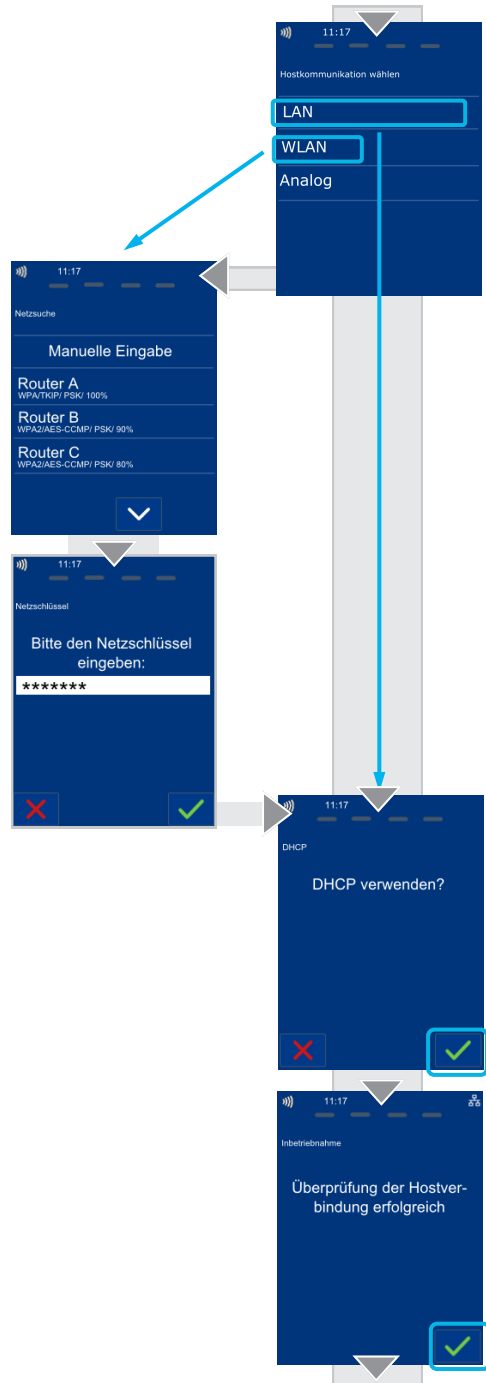 11:17
Hostkommunikation wählen
LAN
WLAN
Analog
11:17
Netzsuche
Manuelle Eingabe
Router A
WPA/TKIP/ PSK/ 100%
Router B
WPA2/AES-CCMP/ PSK/ 90%
Router C
WPA2/AES-CCMP/ PSK/ 80%
11:17
Netzschlüssel
Bitte den Netzschlüssel
eingeben:
*******
11:17
DHCP
DHCP verwenden?
11:17
Inbetriebnahme
Überprüfung der Hostver-
bindung erfolgreich